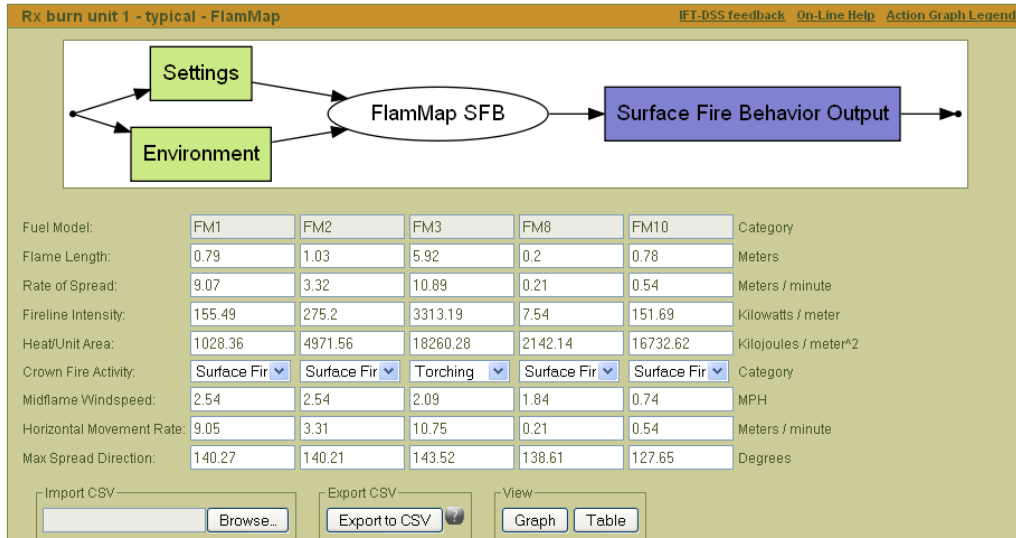 Rx burn unit 1 - typical - FlamMap IFT-DSS feedback On-Line Help Action Graph Legend
Settings
FlamMap SFB
Surface Fire Behavior Output
Environment
Fuel Model: FM1 FM2 FM3 FM8 FM10 Category
Flame Length: 0.79 1.03 5.92 0.2 0.78 Meters
Rate of Spread: 9.07 3.32 10.89 0.21 0.54 Meters / minute
Fireline Intensity: 155.49 275.2 3313.19 7.54 151.69 Kilowatts / meter
Heat/Unit Area: 1028.36 4971.56 18260.28 2142.14 16732.62 Kilojoules / meter^2
Crown Fire Activity: Surface Fir Surface Fir Torching Surface Fir Surface Fir Category
Midflame Windspeed: 2.54 2.54 2.09 1.84 0.74 MPH
Horizontal Movement Rate: 9.05 3.31 10.75 0.21 0.54 Meters / minute
Max Spread Direction: 140.27 140.21 143.52 138.61 127.65 Degrees
Import CSV Export CSV View
Browse... Export to CSV ? Graph Table